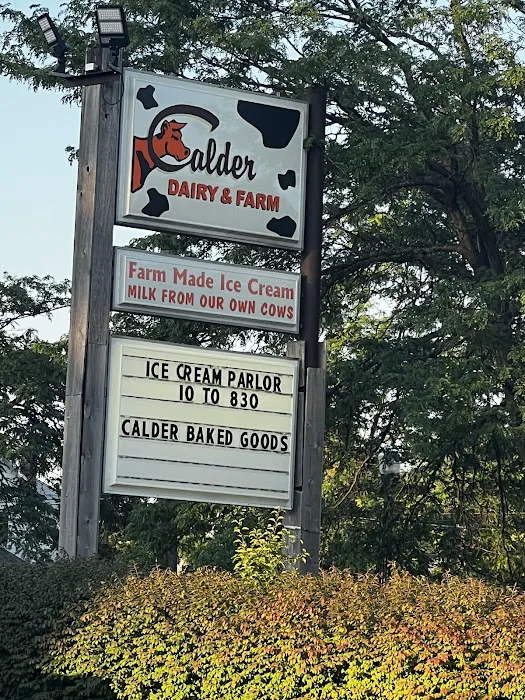 Calder
DAIRY & FARM
Farm Made Ice Cream
MILK FROM OUR OWN COWS
ICE CREAM PARLOR
10 TO 830
CALDER BAKED GOODS